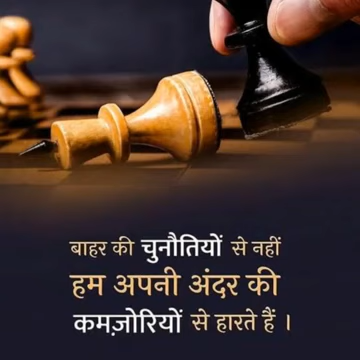 बाहर की चुनौतियों से नहीं
हम अपनी अंदर की
कमज़ोरियों से हारते हैं ।